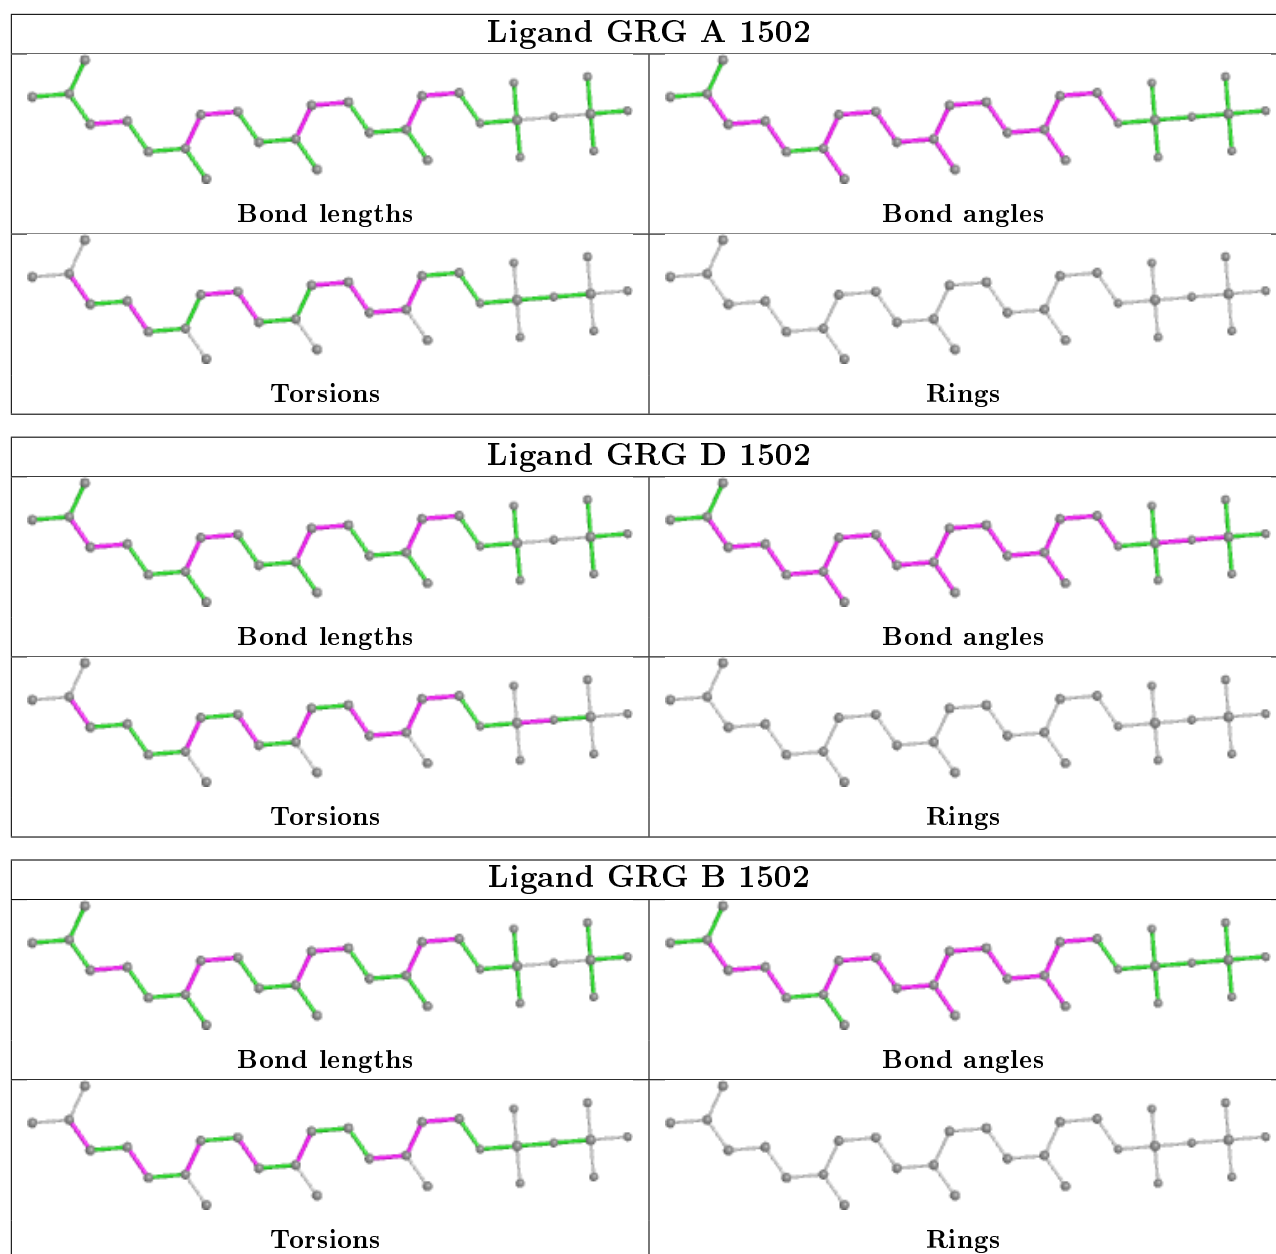 Ligand GRG A 1502
Bond lengths
Bond angles
Torsions
Rings
Ligand GRG D 1502
Bond lengths
Bond angles
Torsions
Rings
Ligand GRG B 1502
Bond lengths
Bond angles
Torsions
Rings